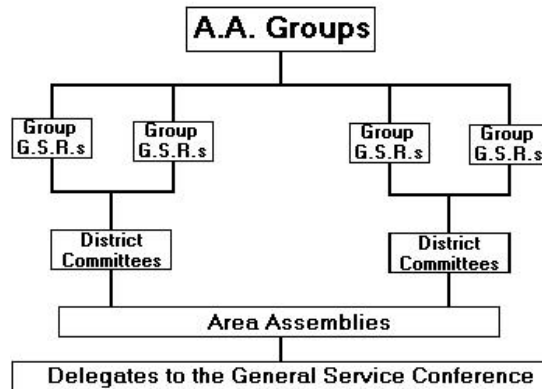 A.A. Groups
Group
G.S.R.s
Group
G.S.R.s
Group
G.S.R.s
Group
G.S.R.s
District
Committees
District
Committees
Area Assemblies
Delegates to the General Service Conference